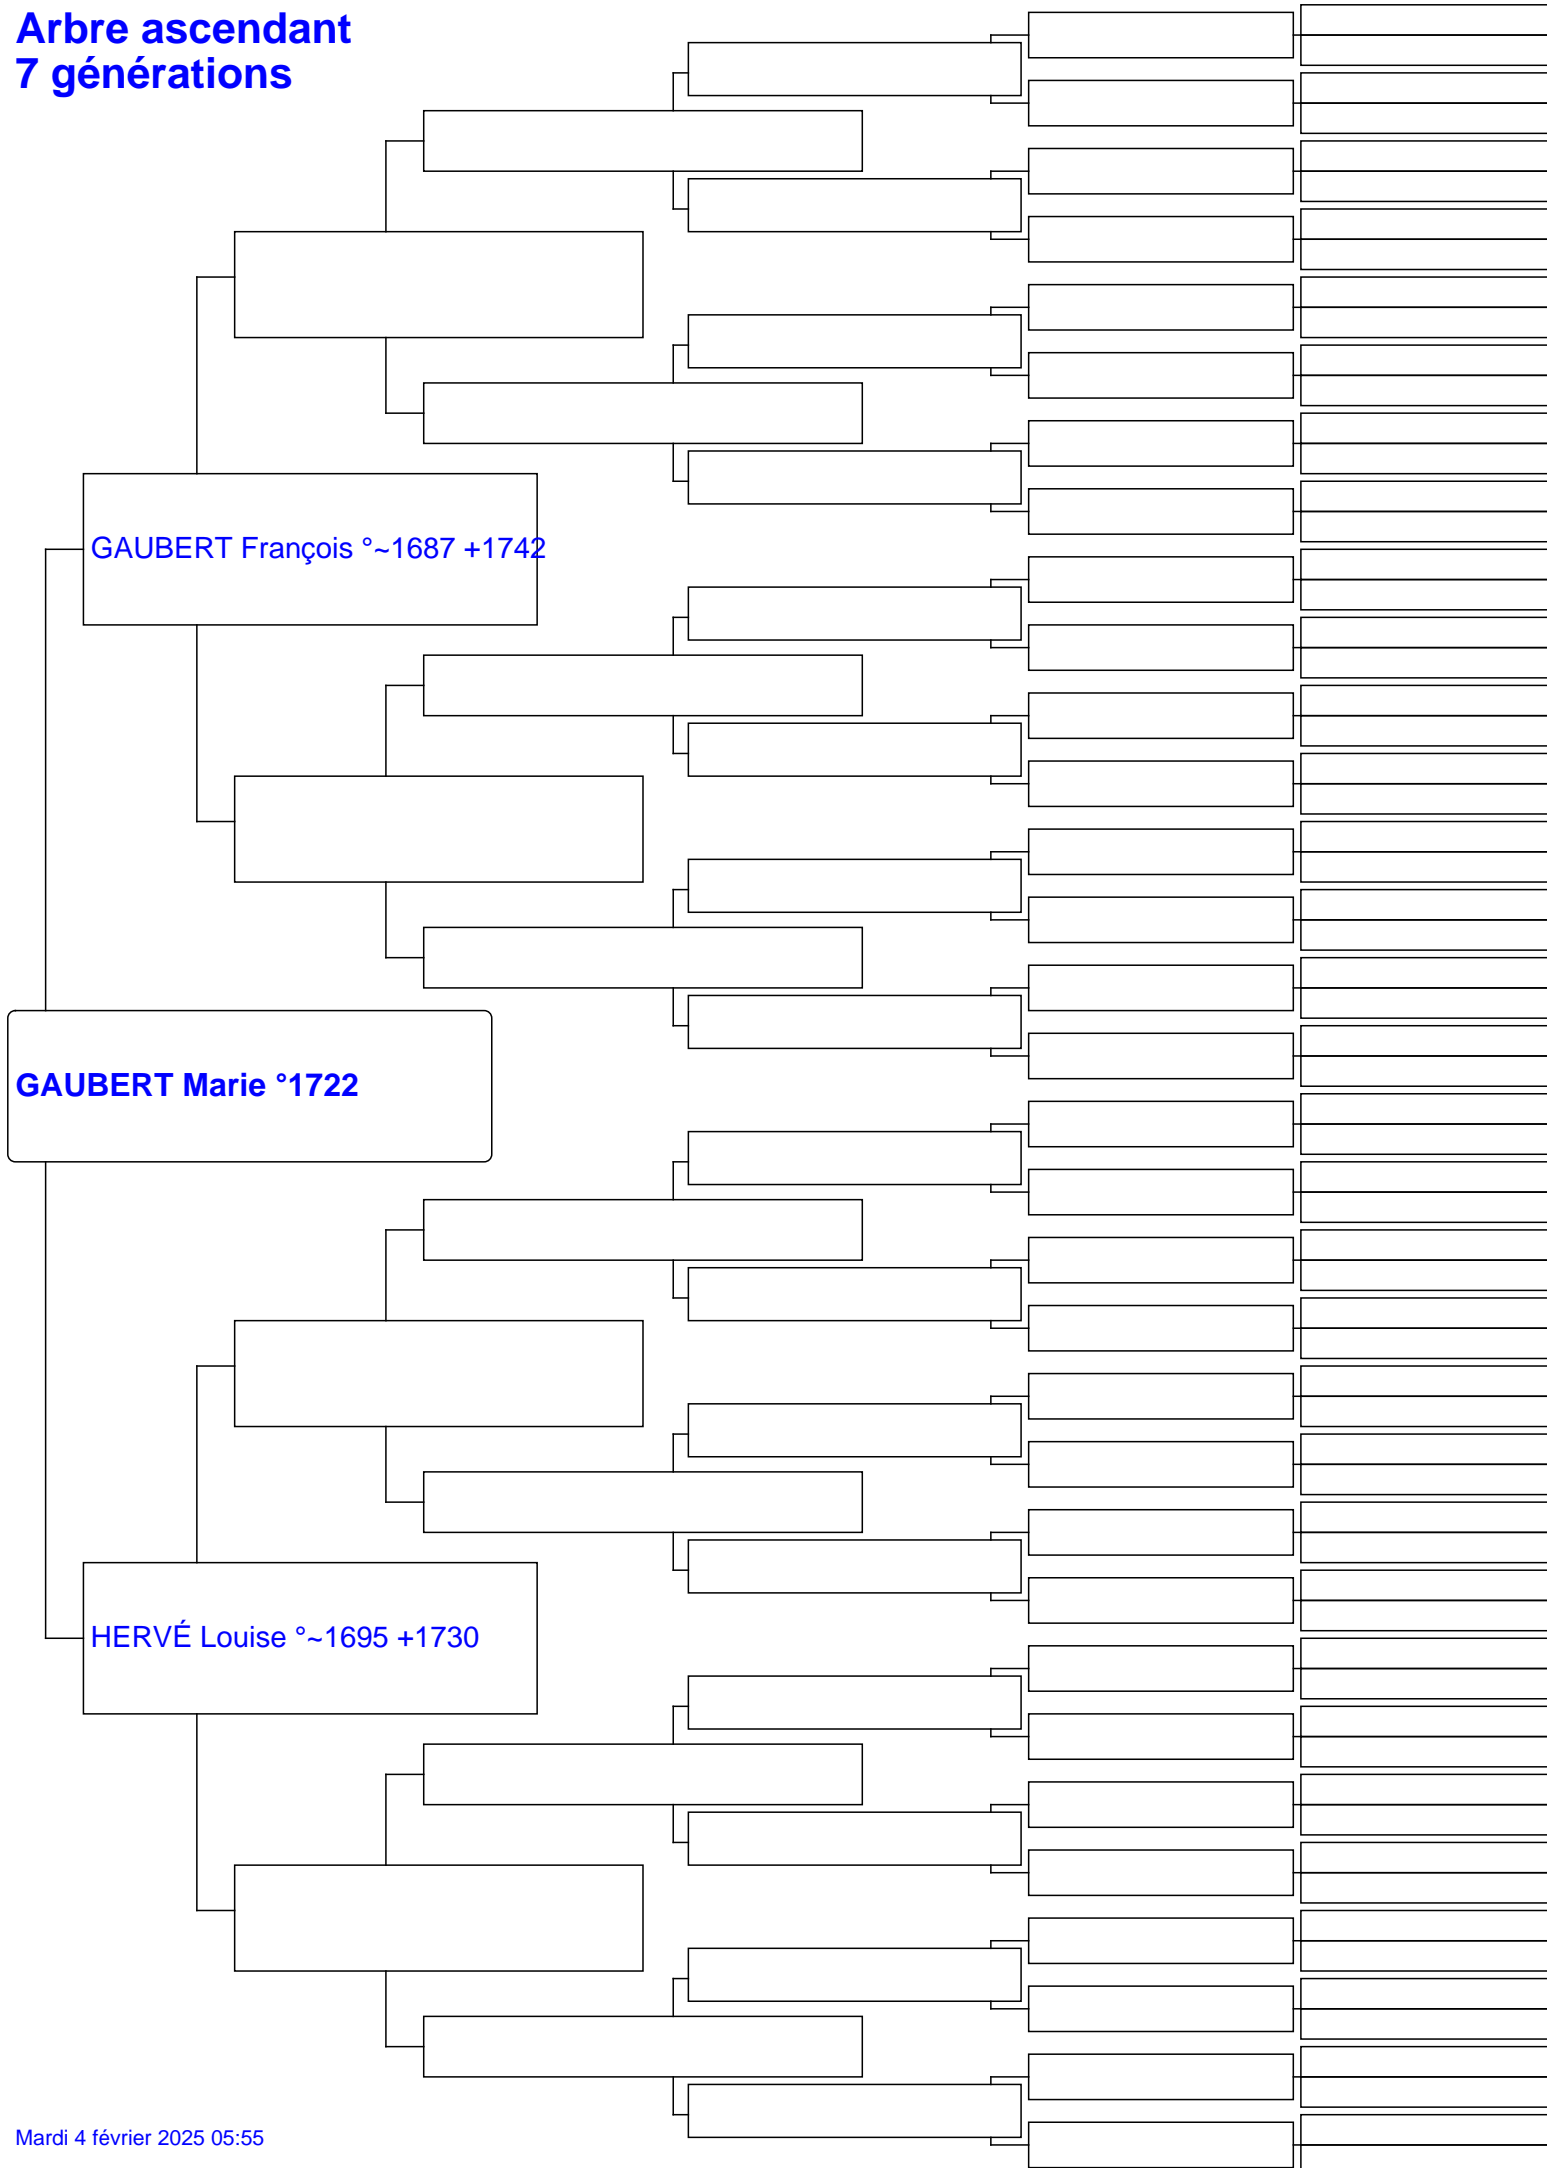 Arbre ascendant
7 générations
GAUBERT François °~1687 +1742
GAUBERT Marie °1722
HERVÉ Louise °~1695 +1730
Mardi 4 février 2025 05:55